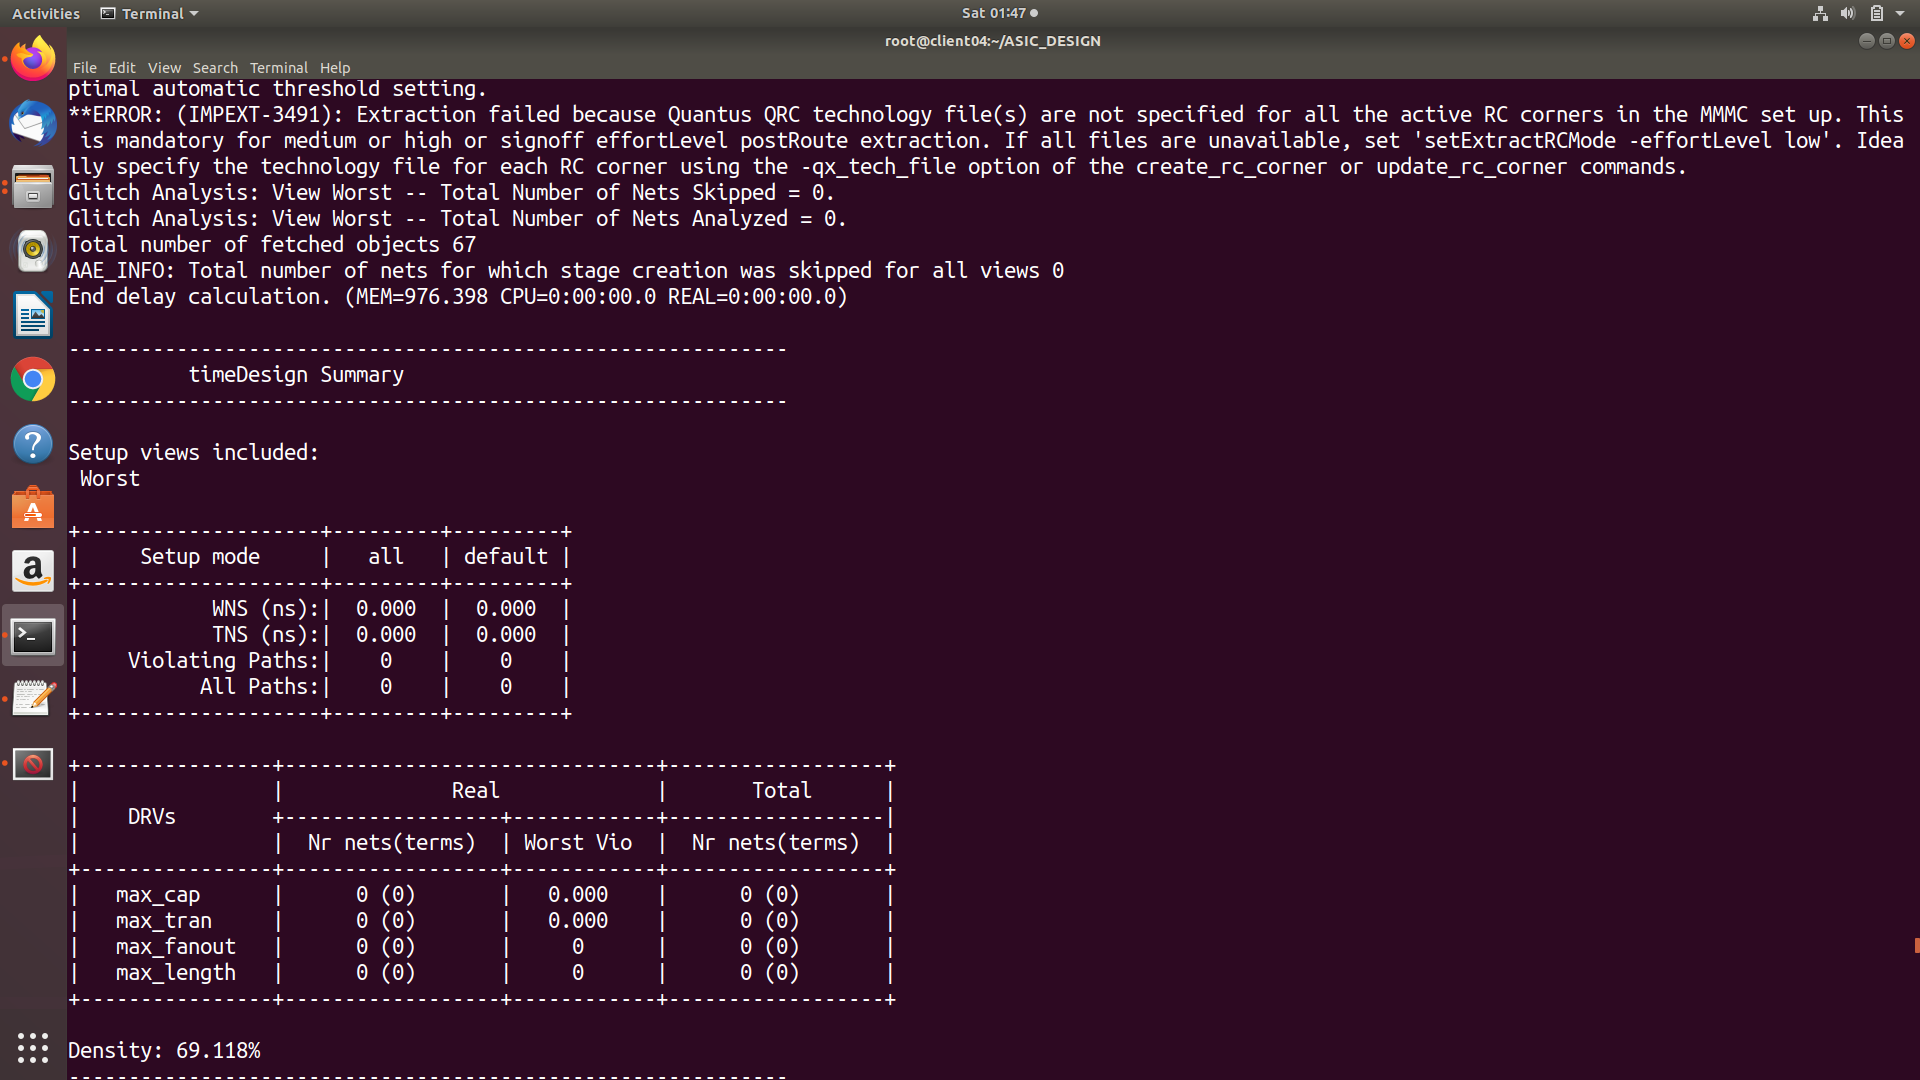 Activities
Terminal
Sat 01:47
root@client04:~/ASIC_DESIGN
File Edit View Search Terminal Help
ptimal automatic threshold setting.
**ERROR: (IMPEXT-3491): Extraction failed because Quantus QRC technology file(s) are not specified for all the active RC corners in the MMMC set up. This
 is mandatory for medium or high or signoff effortLevel postRoute extraction. If all files are unavailable, set 'setExtractRCMode -effortLevel low'. Idea
lly specify the technology file for each RC corner using the -qx_tech_file option of the create_rc_corner or update_rc_corner commands.
Glitch Analysis: View Worst -- Total Number of Nets Skipped = 0.
Glitch Analysis: View Worst -- Total Number of Nets Analyzed = 0.
Total number of fetched objects 67
AAE_INFO: Total number of nets for which stage creation was skipped for all views 0
End delay calculation. (MEM=976.398 CPU=0:00:00.0 REAL=0:00:00.0)
------------------------------------------------------------
          timeDesign Summary
------------------------------------------------------------
Setup views included:
 Worst
+--------------------+---------+---------+
|     Setup mode     |   all   | default |
+--------------------+---------+---------+
|           WNS (ns):|  0.000  |  0.000  |
|           TNS (ns):|  0.000  |  0.000  |
|    Violating Paths:|    0    |    0    |
|          All Paths:|    0    |    0    |
+--------------------+---------+---------+
+----------------+-------------------------------+------------------+
|                |              Real             |       Total      |
|    DRVs        +------------------+------------+------------------|
|                |  Nr nets(terms)  | Worst Vio  |  Nr nets(terms)  |
+----------------+------------------+------------+------------------+
|   max_cap      |      0 (0)       |   0.000    |      0 (0)       |
|   max_tran     |      0 (0)       |   0.000    |      0 (0)       |
|   max_fanout   |      0 (0)       |     0      |      0 (0)       |
|   max_length   |      0 (0)       |     0      |      0 (0)       |
+----------------+------------------+------------+------------------+
Density: 69.118%
------------------------------------------------------------